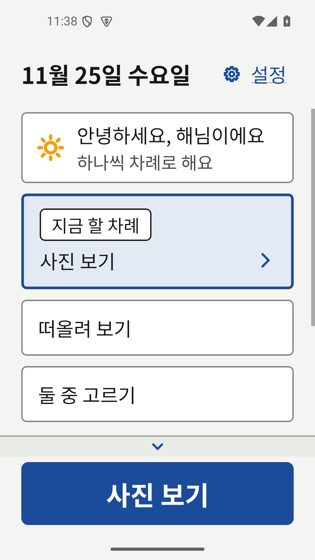 11:38
11월 25일 수요일
설정
안녕하세요, 해님이에요
하나씩 차례로 해요
지금 할 차례
사진 보기
떠올려 보기
둘 중 고르기
사진 보기